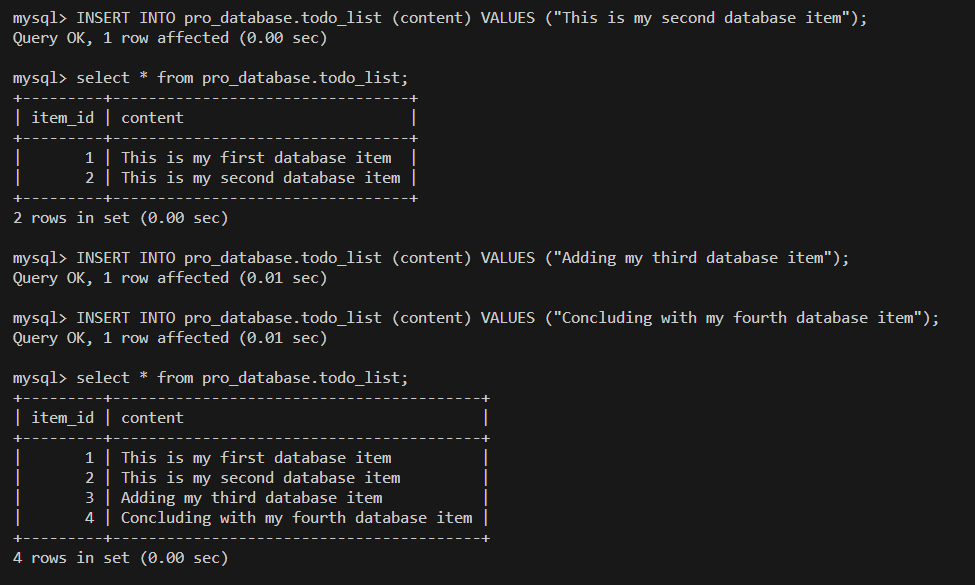 mysql> INSERT INTO pro_database.todo_list (content) VALUES ("This is my second database item");
Query OK, 1 row affected (0.00 sec)

mysql> select * from pro_database.todo_list;
+---------+---------------------------------+
| item_id | content                         |
+---------+---------------------------------+
|       1 | This is my first database item  |
|       2 | This is my second database item |
+---------+---------------------------------+
2 rows in set (0.00 sec)

mysql> INSERT INTO pro_database.todo_list (content) VALUES ("Adding my third database item");
Query OK, 1 row affected (0.01 sec)

mysql> INSERT INTO pro_database.todo_list (content) VALUES ("Concluding with my fourth database item");
Query OK, 1 row affected (0.01 sec)

mysql> select * from pro_database.todo_list;
+---------+-----------------------------------------+
| item_id | content                                 |
+---------+-----------------------------------------+
|       1 | This is my first database item          |
|       2 | This is my second database item         |
|       3 | Adding my third database item           |
|       4 | Concluding with my fourth database item |
+---------+-----------------------------------------+
4 rows in set (0.00 sec)